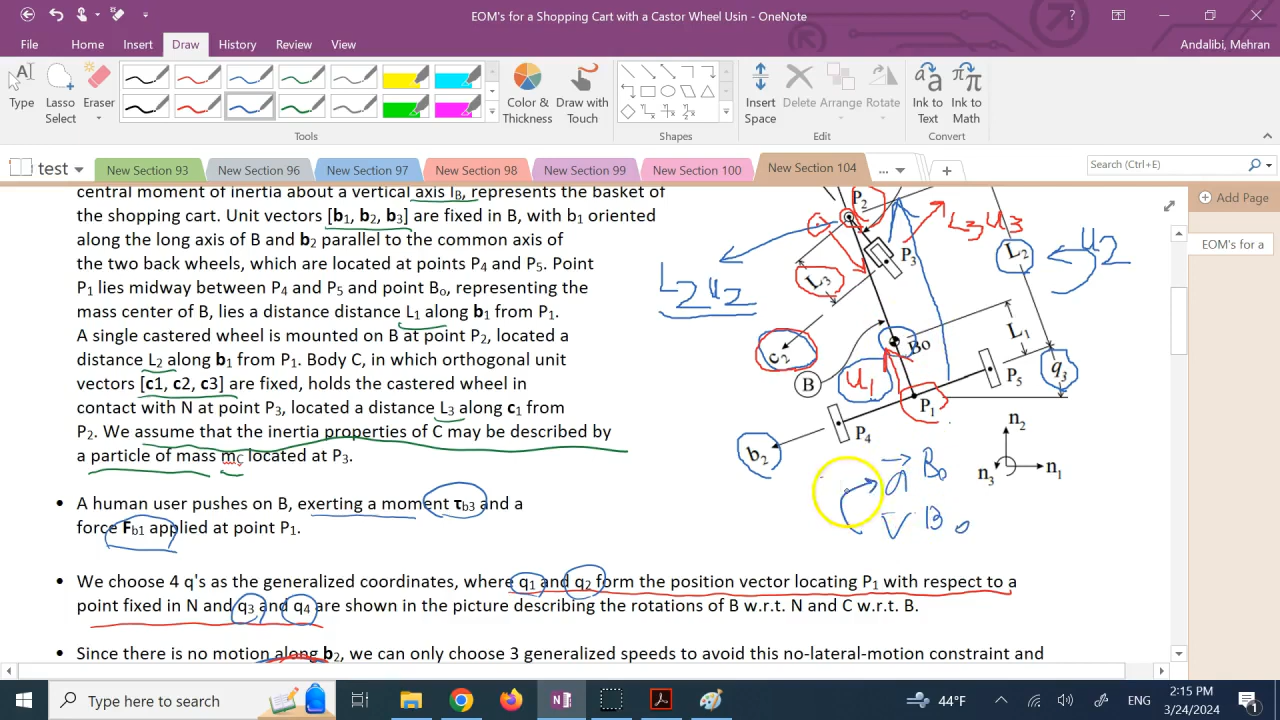 EOM's for a Shopping Cart with a Castor Wheel Usin - OneNote
File Home Insert Draw History Review View
Andalibi, Mehran
Type
Lasso Select
Eraser
Color & Thickness
Draw with Touch
Insert Space
Delete
Arrange
Rotate
Ink to Text
Ink to Math
Tools
Shapes
Edit
Convert
test
New Section 93
New Section 96
New Section 97
New Section 98
New Section 99
New Section 100
New Section 104
...
Search (Ctrl+E)
Add Page
EOM's for a
central moment of inertia about a vertical axis IB, represents the basket of
the shopping cart. Unit vectors [b1, b2, b3] are fixed in B, with b1 oriented
along the long axis of B and b2 parallel to the common axis of
the two back wheels, which are located at points P4 and P5. Point
P1 lies midway between P4 and P5 and point Bo, representing the
mass center of B, lies a distance distance L1 along b1 from P1.
A single castered wheel is mounted on B at point P2, located a
distance L2 along b1 from P1. Body C, in which orthogonal unit
vectors [c1, c2, c3] are fixed, holds the castered wheel in
contact with N at point P3, located a distance L3 along c1 from
P2. We assume that the inertia properties of C may be described by
a particle of mass mC located at P3.
• A human user pushes on B, exerting a moment τb3 and a
force Fb1 applied at point P1.
• We choose 4 q's as the generalized coordinates, where q1 and q2 form the position vector locating P1 with respect to a
point fixed in N and q3 and q4 are shown in the picture describing the rotations of B w.r.t. N and C w.r.t. B.
• Since there is no motion along b2, we can only choose 3 generalized speeds to avoid this no-lateral-motion constraint and
P2
L3u3
P3
L2
u2
L3
L2u2
c2
L1
Bo
q3
B
u1
P5
P1
P4
b2
n2
n1
n3
a Bo
V Bo
Type here to search
44°F
ENG
2:15 PM
3/24/2024
1